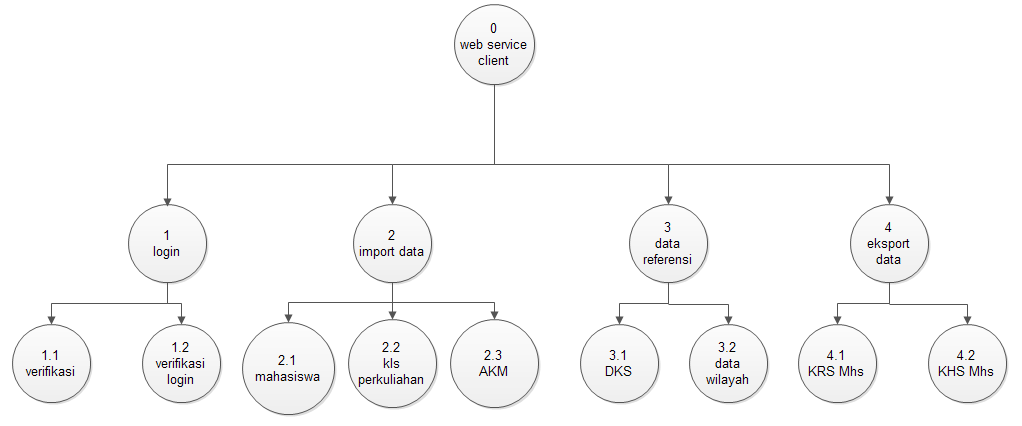 0
web service
client
1
login
2
import data
3
data
referensi
4
eksport
data
1.1
verifikasi
1.2
verifikasi
login
2.1
mahasiswa
2.2
kls
perkuliahan
2.3
AKM
3.1
DKS
3.2
data
wilayah
4.1
KRS Mhs
4.2
KHS Mhs